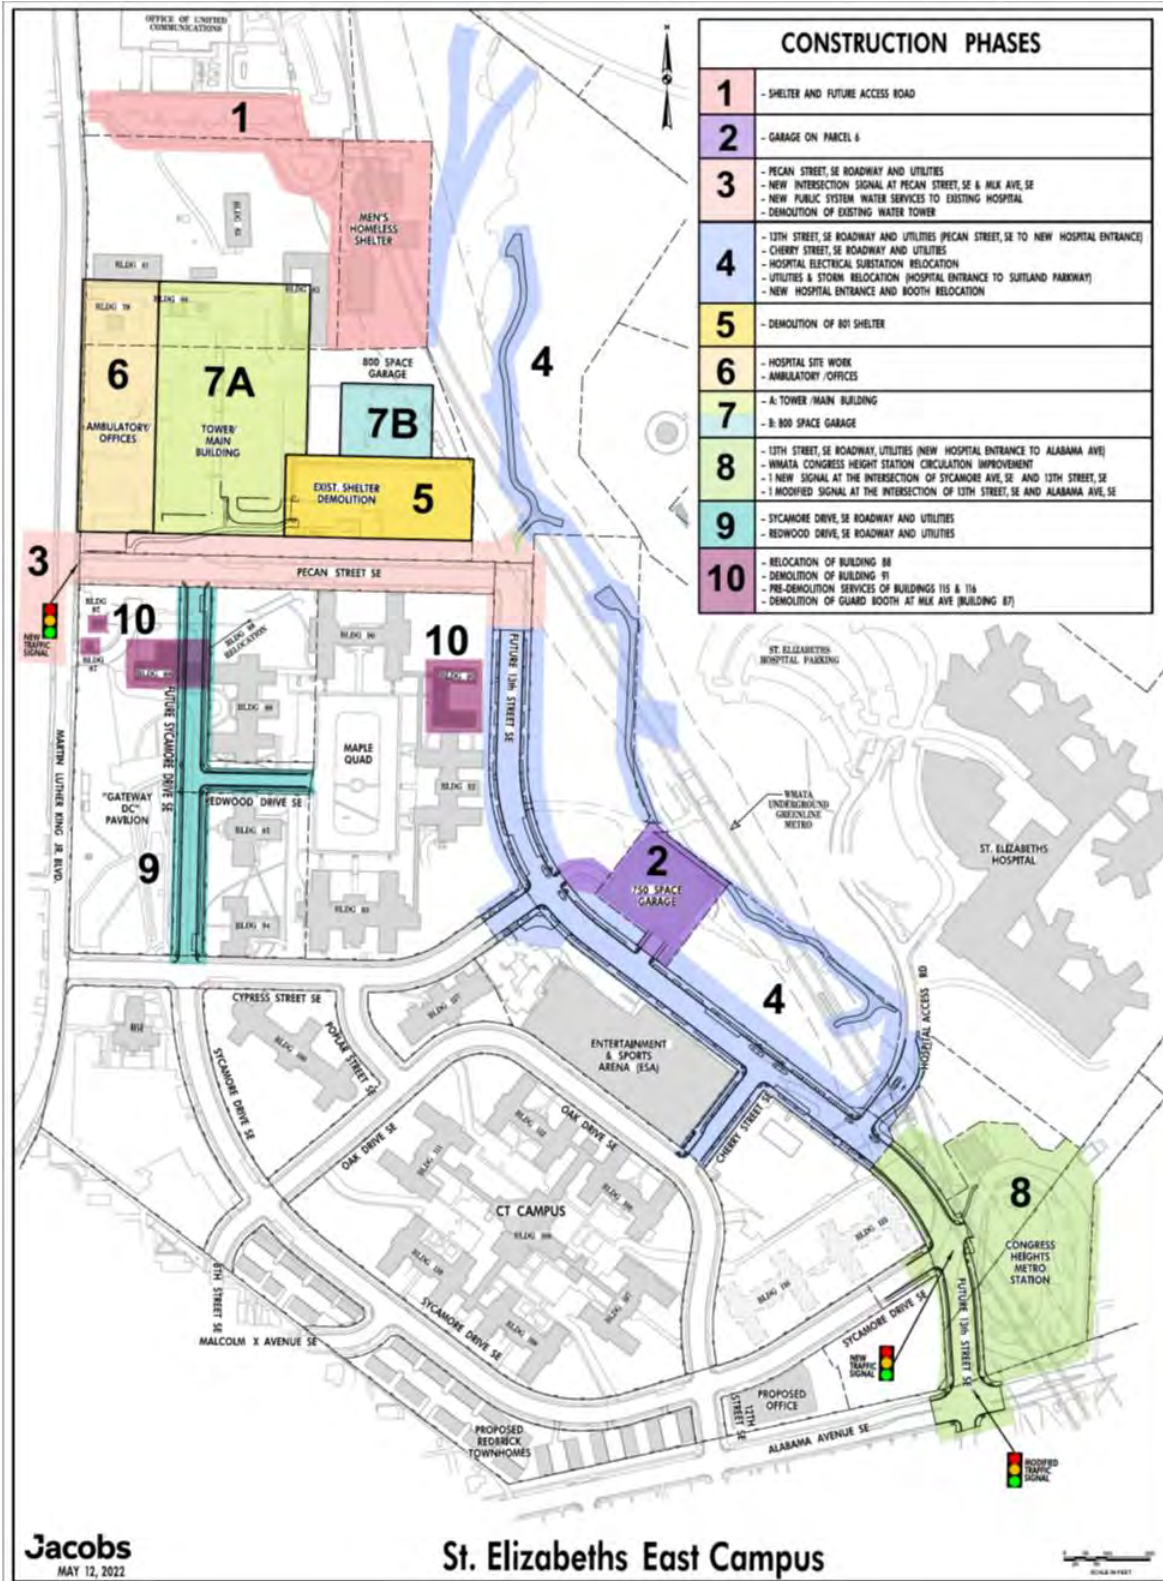 OFFICE OF UNIFIED
COMMUNICATIONS
N
CONSTRUCTION PHASES
1
- SHELTER AND FUTURE ACCESS ROAD
2
- GARAGE ON PARCEL 6
3
- PECAN STREET, SE ROADWAY AND UTILITIES
- NEW INTERSECTION SIGNAL AT PECAN STREET, SE & MLK AVE, SE
- NEW PUBLIC SYSTEM WATER SERVICES TO EXISTING HOSPITAL
- DEMOLITION OF EXISTING WATER TOWER
4
- 13TH STREET, SE ROADWAY AND UTILITIES (PECAN STREET, SE TO NEW HOSPITAL ENTRANCE)
- CHERRY STREET, SE ROADWAY AND UTILITIES
- HOSPITAL ELECTRICAL SUBSTATION RELOCATION
- UTILITIES & STORM RELOCATION (HOSPITAL ENTRANCE TO SUITLAND PARKWAY)
- NEW HOSPITAL ENTRANCE AND BOOTH RELOCATION
5
- DEMOLITION OF 801 SHELTER
6
- HOSPITAL SITE WORK
- AMBULATORY /OFFICES
7
- A: TOWER /MAIN BUILDING
- B: 800 SPACE GARAGE
8
- 13TH STREET, SE ROADWAY, UTILITIES (NEW HOSPITAL ENTRANCE TO ALABAMA AVE)
- WMATA CONGRESS HEIGHT STATION CIRCULATION IMPROVEMENT
- 1 NEW SIGNAL AT THE INTERSECTION OF SYCAMORE AVE, SE AND 13TH STREET, SE
- 1 MODIFIED SIGNAL AT THE INTERSECTION OF 13TH STREET, SE AND ALABAMA AVE, SE
9
- SYCAMORE DRIVE, SE ROADWAY AND UTILITIES
- REDWOOD DRIVE, SE ROADWAY AND UTILITIES
10
- RELOCATION OF BUILDING 88
- DEMOLITION OF BUILDING 91
- PRE-DEMOLITION SERVICES OF BUILDINGS 115 & 116
- DEMOLITION OF GUARD BOOTH AT MLK AVE (BUILDING 87)
1
MEN'S
HOMELESS
SHELTER
4
800 SPACE
GARAGE
6
AMBULATORY/
OFFICES
7A
TOWER/
MAIN
BUILDING
7B
EXIST. SHELTER
DEMOLITION
5
3
PECAN STREET SE
NEW
TRAFFIC
SIGNAL
10
BLDG
87
BLDG 88
RELOCATION
BLDG 90
10
ST. ELIZABETHS
HOSPITAL PARKING
FUTURE 13th STREET SE
FUTURE SYCAMORE DRIVE SE
MARTIN LUTHER KING JR. BLVD.
MAPLE
QUAD
BLDG 92
"GATEWAY
DC"
PAVILION
REDWOOD DRIVE SE
WMATA
UNDERGROUND
GREENLINE
METRO
9
2
750 SPACE
GARAGE
ST. ELIZABETHS
HOSPITAL
BLDG 94
CYPRESS STREET SE
4
HOSPITAL ACCESS RD
POPLAR STREET SE
ENTERTAINMENT
& SPORTS
ARENA (ESA)
SYCAMORE DRIVE SE
OAK DRIVE SE
OAK DRIVE SE
CHERRY STREET SE
CT CAMPUS
8
CONGRESS
HEIGHTS
METRO
STATION
8TH STREET SE
MALCOLM X AVENUE SE
SYCAMORE DRIVE SE
SYCAMORE DRIVE SE
FUTURE 13th STREET SE
NEW
TRAFFIC
SIGNAL
PROPOSED
OFFICE
12TH
STREET SE
PROPOSED
REDBRICK
TOWNHOMES
ALABAMA AVENUE SE
MODIFIED
TRAFFIC
SIGNAL
Jacobs
MAY 12, 2022
St. Elizabeths East Campus
SCALE IN FEET